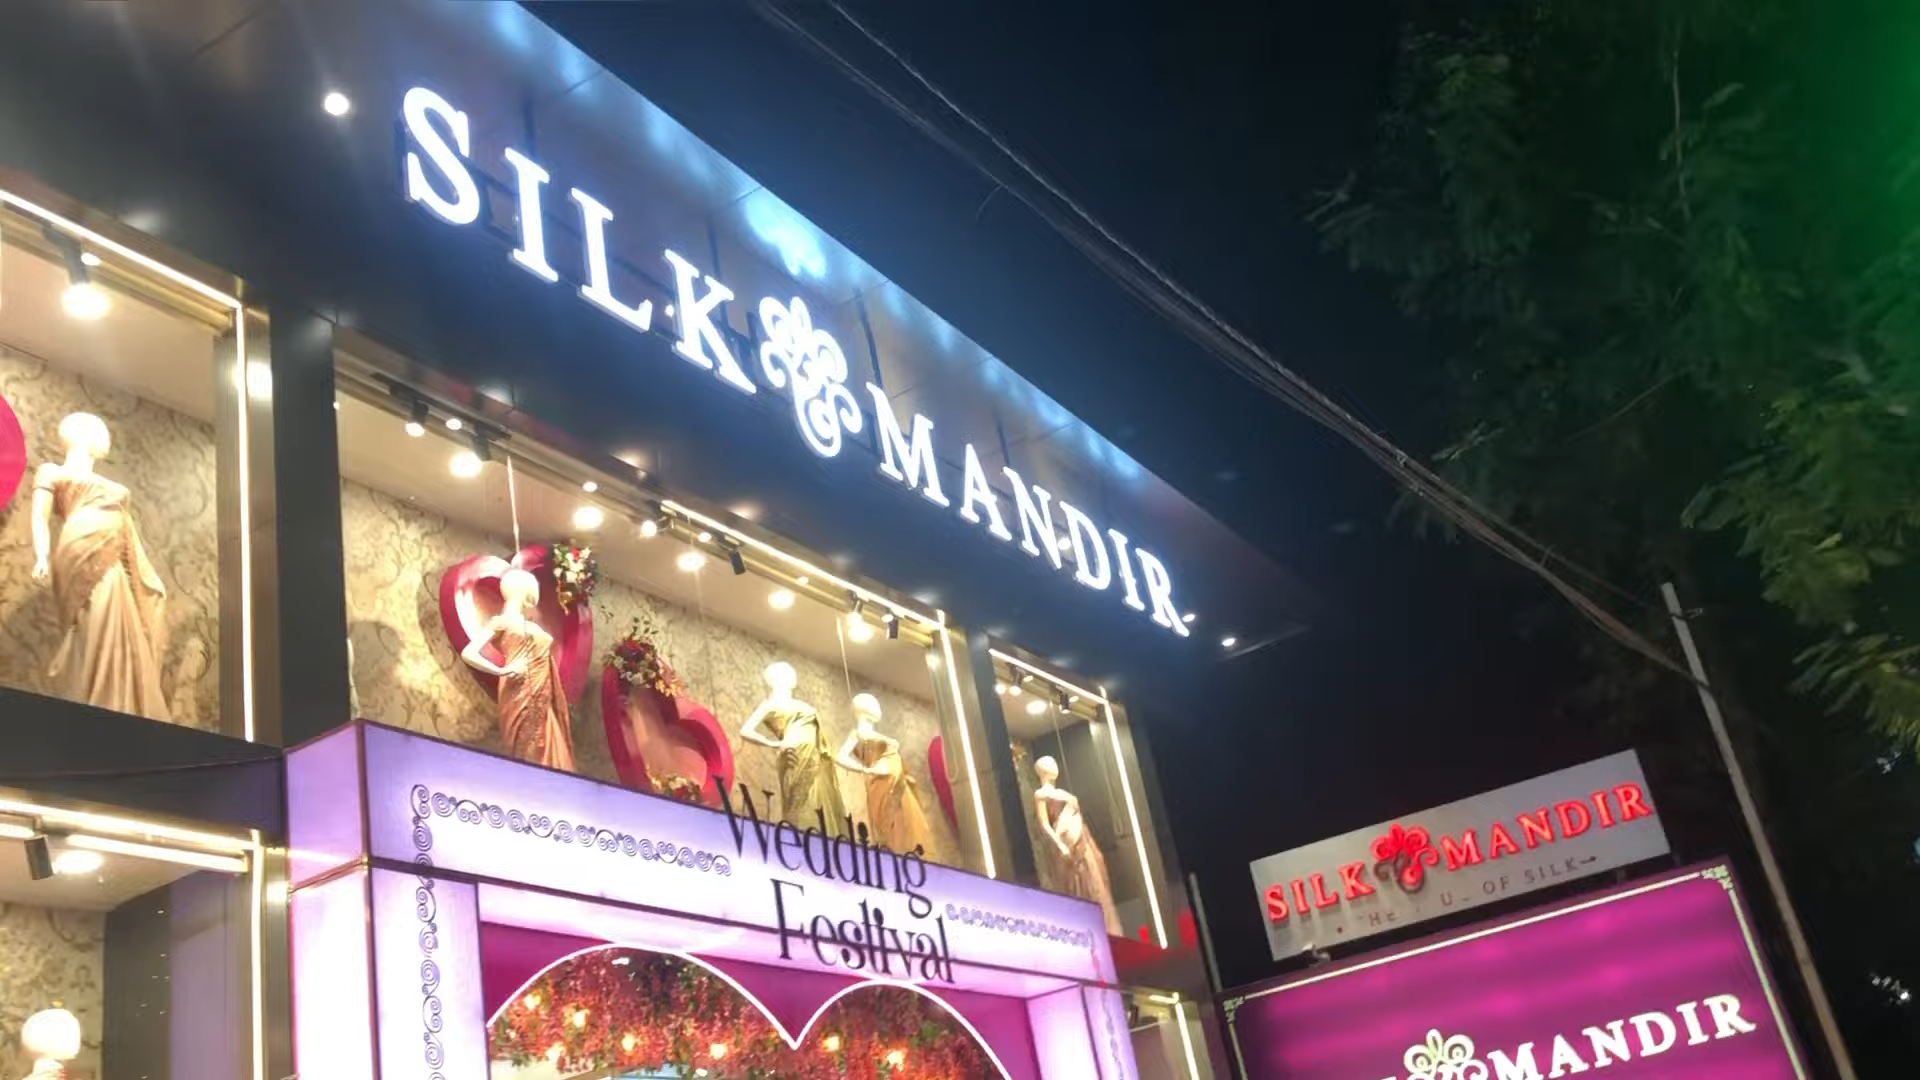 SILK MANDIR
Wedding
Festival
SILK MANDIR
OF SILK
MANDIR